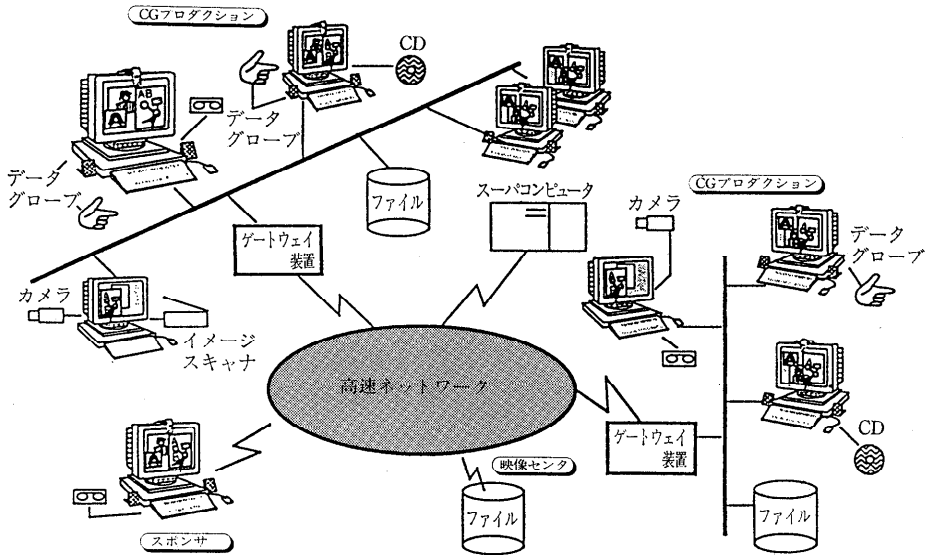 CGプロダクション
CD
データ
グローブ
データ
グローブ
ファイル
スーパコンピュータ
カメラ
CGプロダクション
データ
グローブ
ゲートウェイ
装置
カメラ
イメージ
スキャナ
高速ネットワーク
ゲートウェイ
装置
CD
映像センタ
ファイル
ファイル
スポンサ